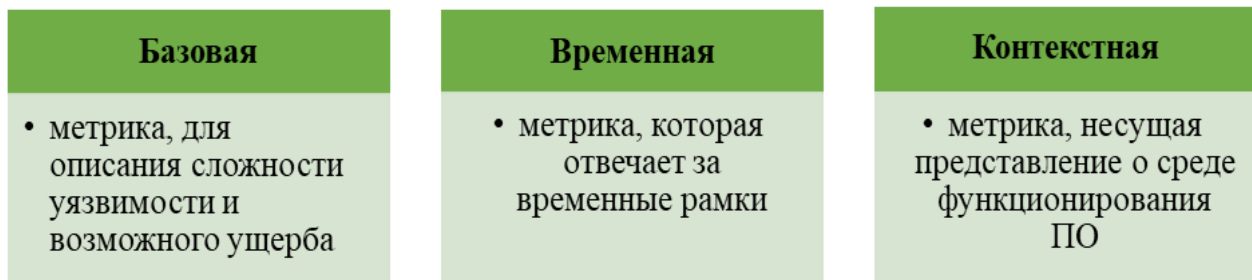 Базовая
• метрика, для
описания сложности
уязвимости и
возможного ущерба
Временная
• метрика, которая
отвечает за
временные рамки
Контекстная
• метрика, несущая
представление о среде
функционирования
ПО